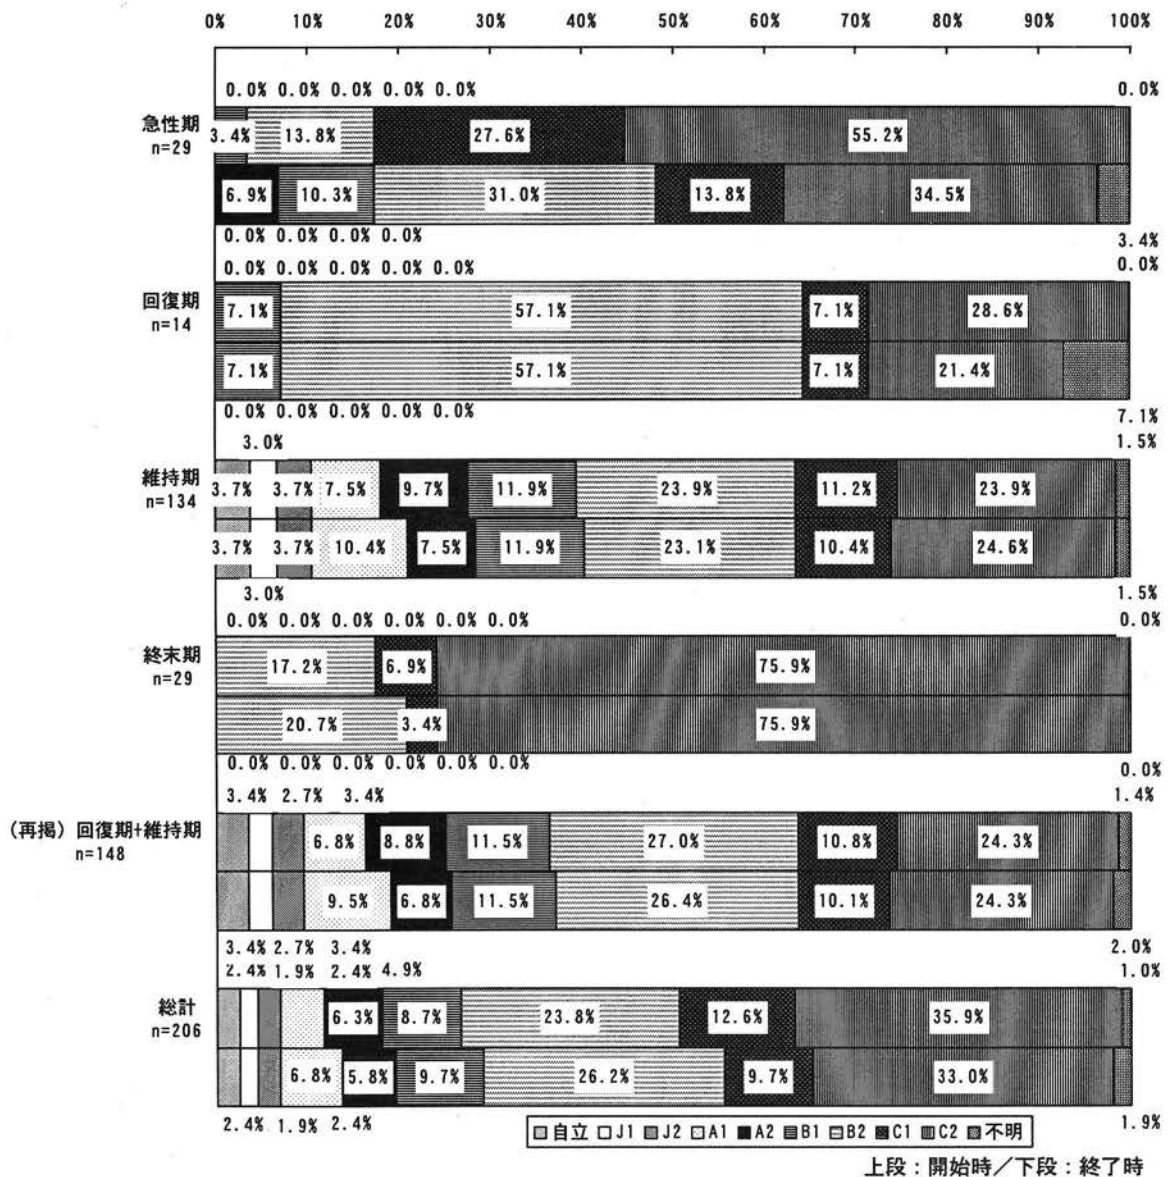 0% 10% 20% 30% 40% 50% 60% 70% 80% 90% 100%
0.0% 0.0% 0.0% 0.0% 0.0% 0.0%
急性期
n=29
3.4% 13.8% 27.6% 55.2%
6.9% 10.3% 31.0% 13.8% 34.5%
0.0% 0.0% 0.0% 0.0% 3.4%
0.0% 0.0% 0.0% 0.0% 0.0% 0.0%
回復期
n=14
7.1% 57.1% 7.1% 28.6%
7.1% 57.1% 7.1% 21.4%
0.0% 0.0% 0.0% 0.0% 0.0% 7.1%
3.0% 1.5%
維持期
n=134
3.7% 3.7% 7.5% 9.7% 11.9% 23.9% 11.2% 23.9%
3.7% 3.7% 10.4% 7.5% 11.9% 23.1% 10.4% 24.6%
3.0% 1.5%
0.0% 0.0% 0.0% 0.0% 0.0% 0.0% 0.0%
終末期
n=29
17.2% 6.9% 75.9%
20.7% 3.4% 75.9%
0.0% 0.0% 0.0% 0.0% 0.0% 0.0% 0.0%
3.4% 2.7% 3.4% 1.4%
（再掲）回復期+維持期
n=148
6.8% 8.8% 11.5% 27.0% 10.8% 24.3%
9.5% 6.8% 11.5% 26.4% 10.1% 24.3%
3.4% 2.7% 3.4% 2.0%
2.4% 1.9% 2.4% 4.9% 1.0%
総計
n=206
6.3% 8.7% 23.8% 12.6% 35.9%
6.8% 5.8% 9.7% 26.2% 9.7% 33.0%
2.4% 1.9% 2.4% 1.9%
自立 J1 J2 A1 A2 B1 B2 C1 C2 不明
上段：開始時／下段：終了時